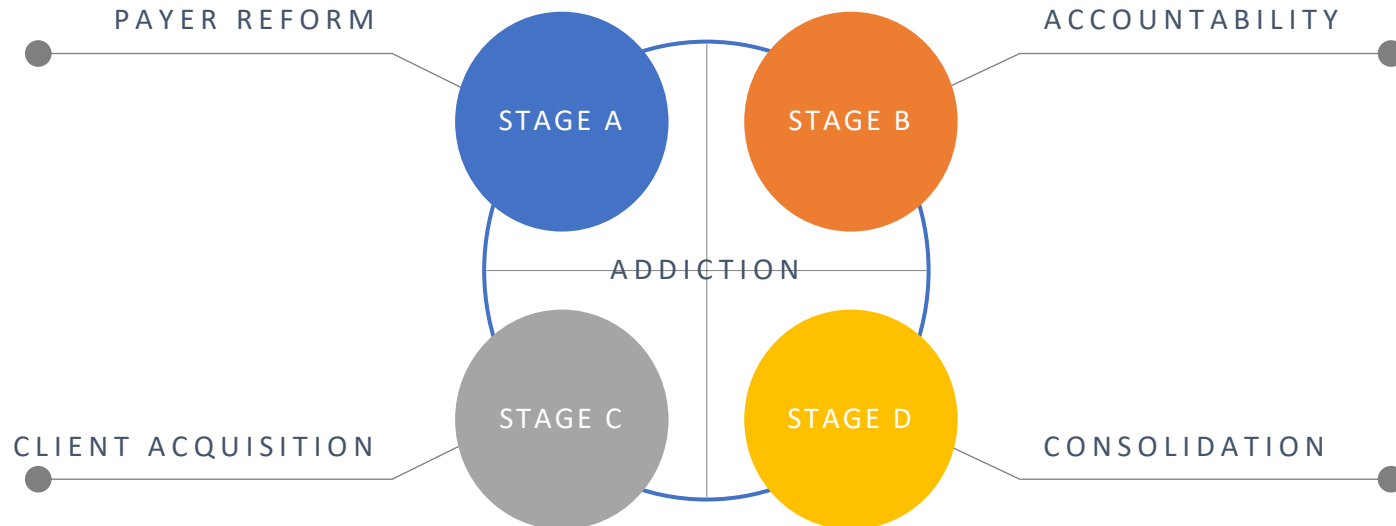 PAYER REFORM
ACCOUNTABILITY
STAGE A
STAGE B
ADDICTION
STAGE C
STAGE D
CLIENT ACQUISITION
CONSOLIDATION